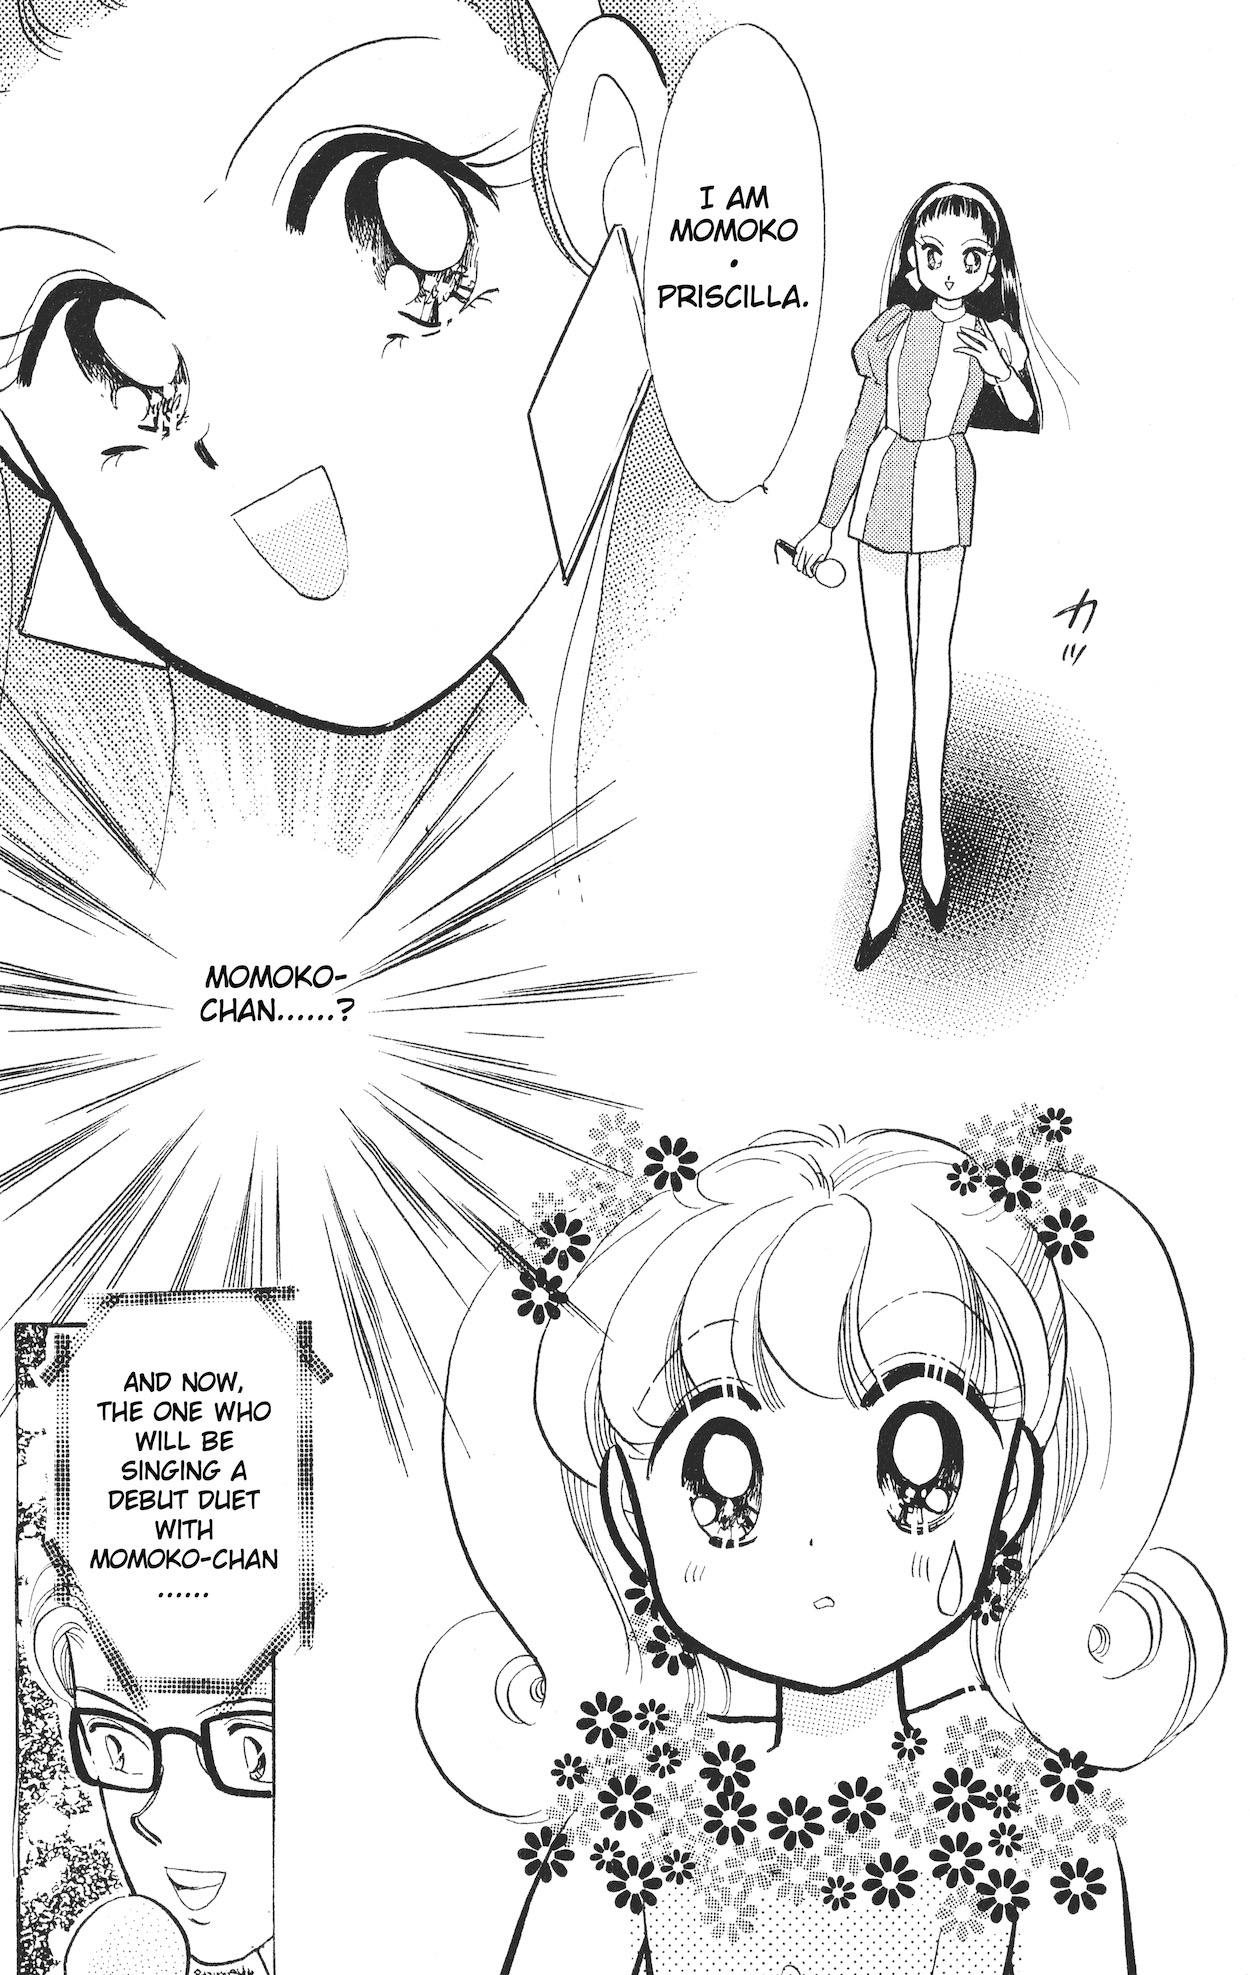 I AM
MOMOKO
•
PRISCILLA.
カッ
MOMOKO-
CHAN......?
AND NOW,
THE ONE WHO
WILL BE
SINGING A
DEBUT DUET
WITH
MOMOKO-CHAN
......